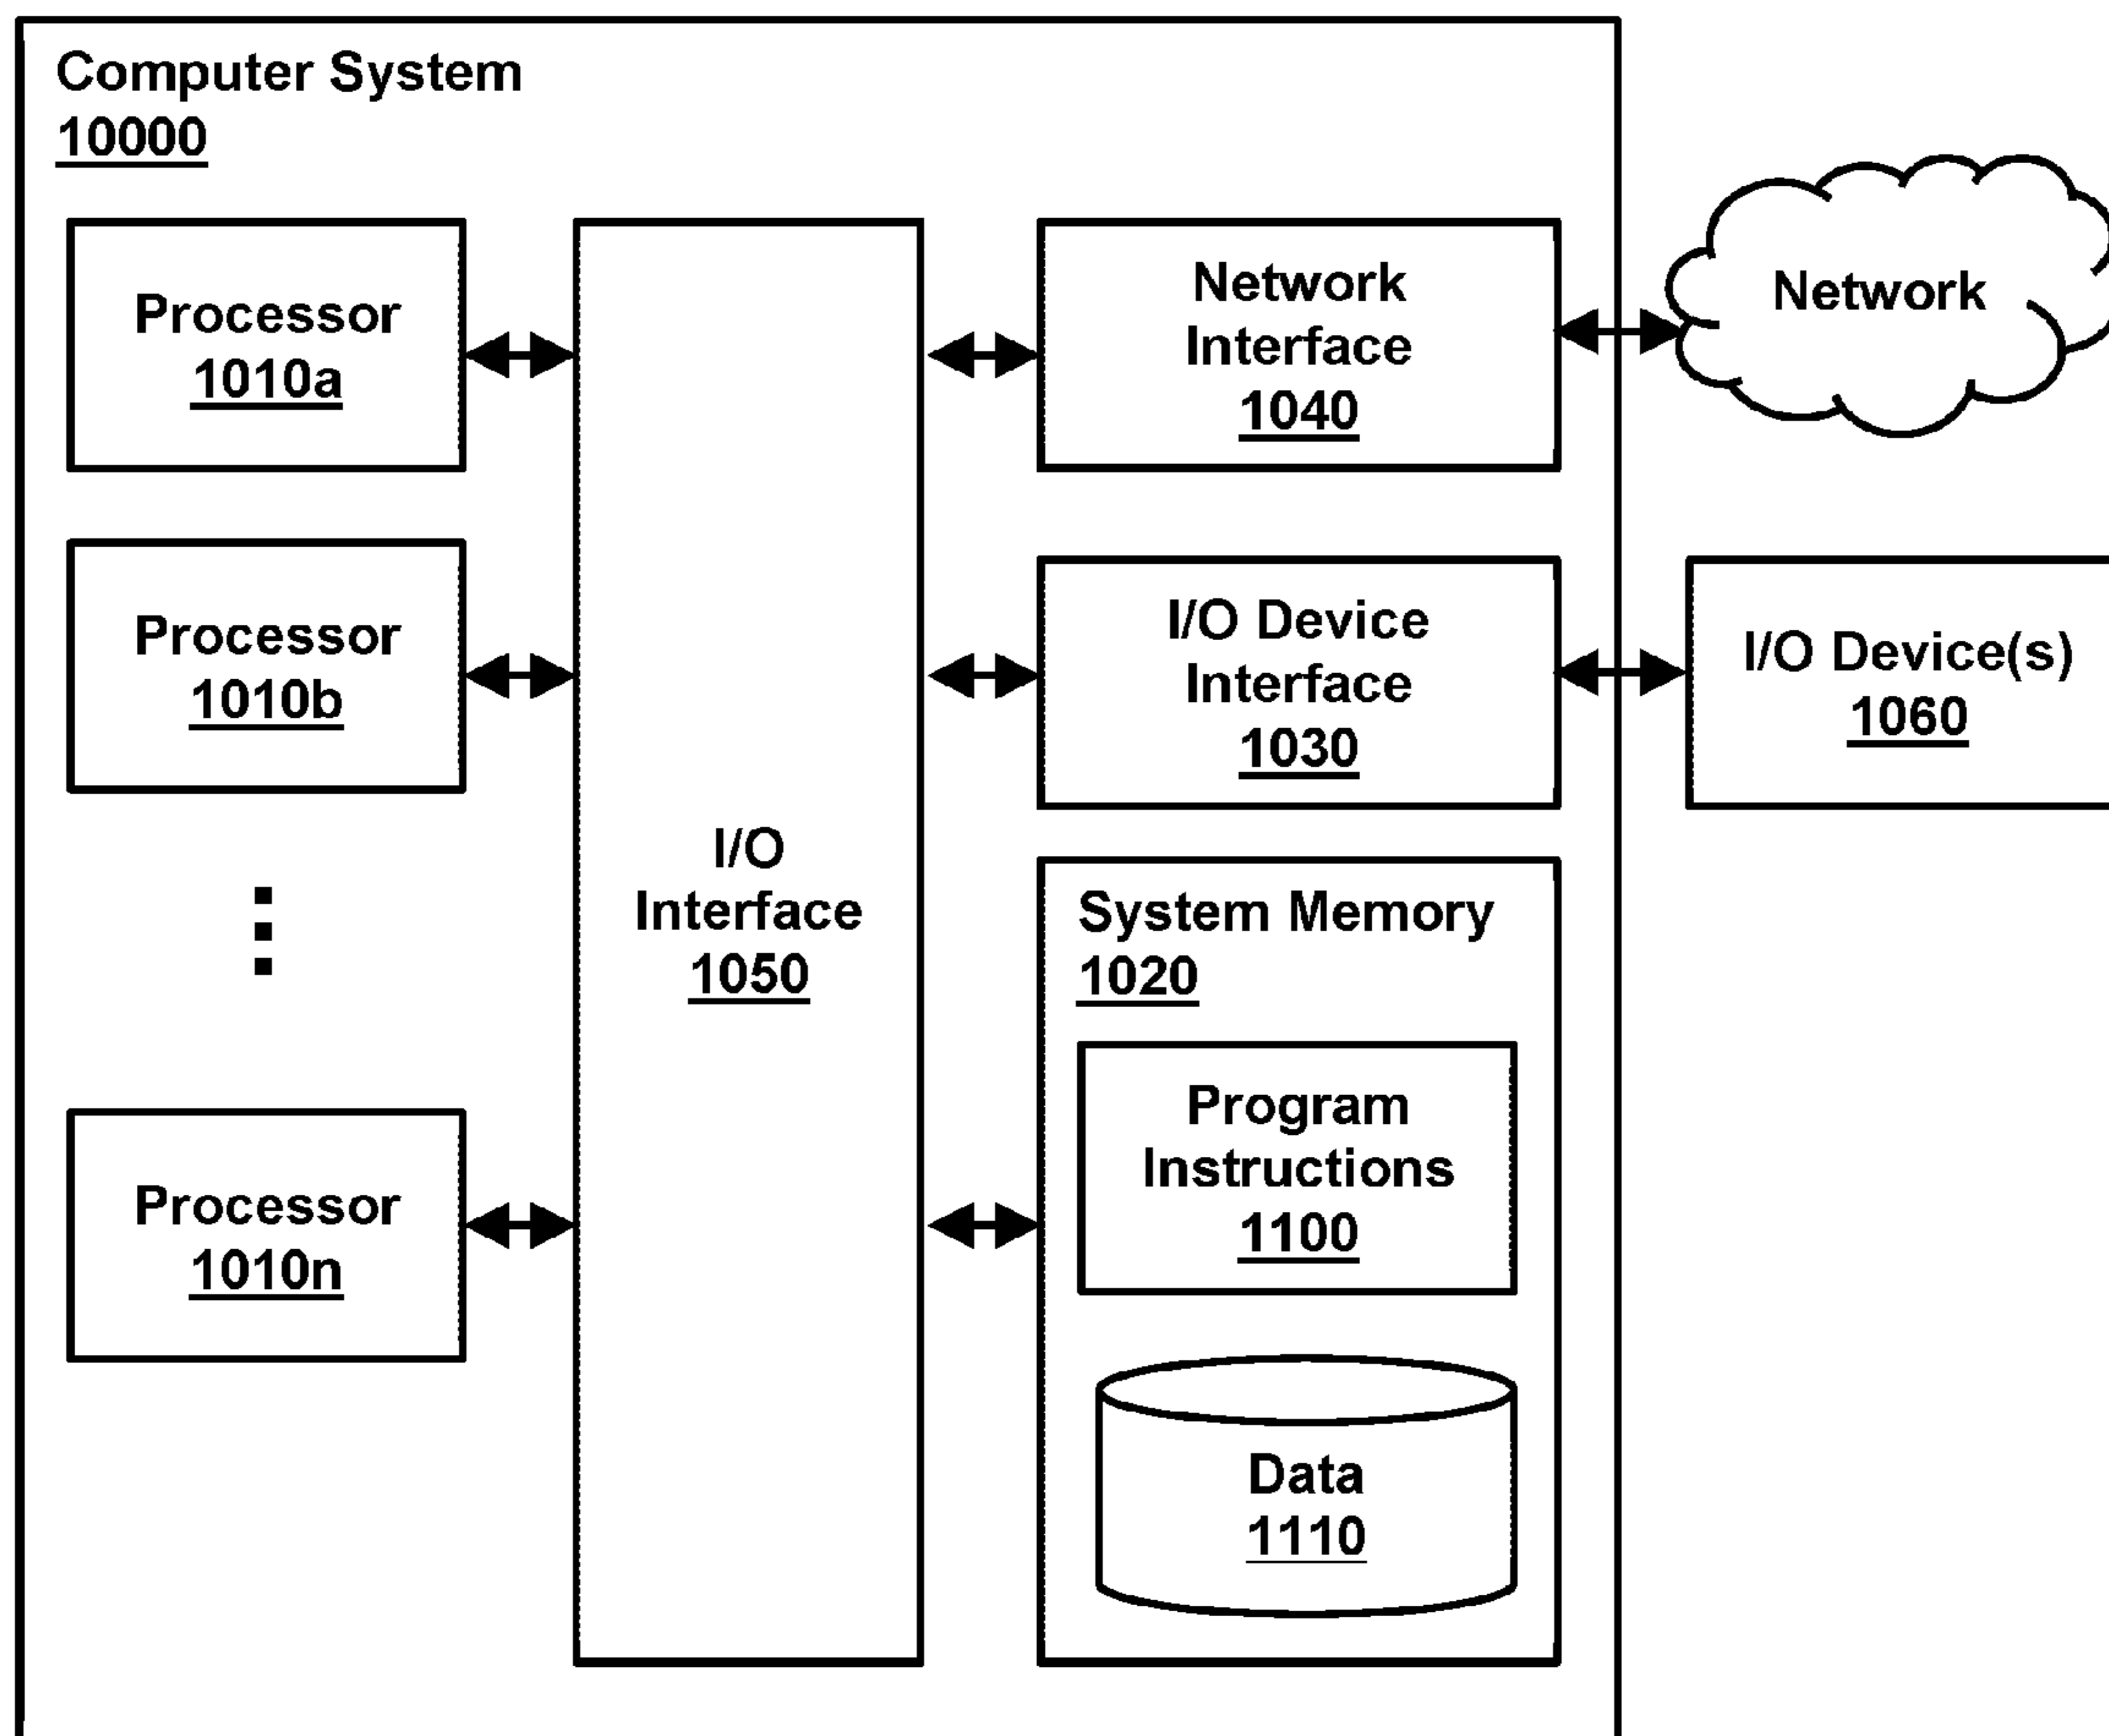 Computer System
10000
Processor
1010a
Processor
1010b
Processor
1010n
I/O
Interface
1050
Network
Interface
1040
I/O Device
Interface
1030
System Memory
1020
Program
Instructions
1100
Data
1110
Network
I/O Device(s)
1060